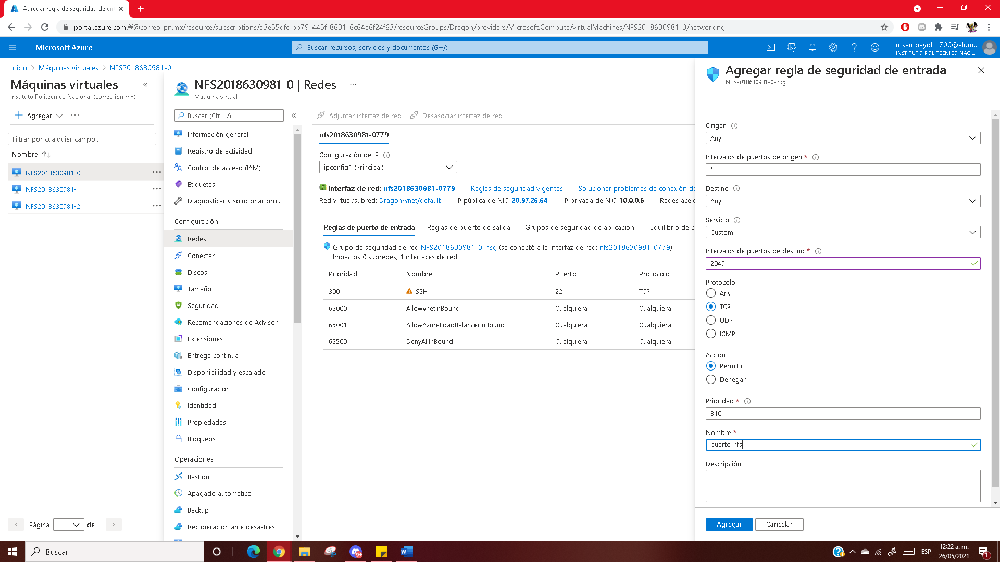 Agregar regla de seguridad de en
portal.azure.com/#@correo.ipn.mx/resource/subscriptions/d3e55dfc-bb79-445f-8631-6c64e6f24f63/resourceGroups/Dragon/providers/Microsoft.Compute/virtualMachines/NFS2018630981-0/networking
Microsoft Azure
Buscar recursos, servicios y documentos (G+/)
msampayoh1700@alum...
INSTITUTO POLITECNICO NACI...
Inicio > Máquinas virtuales > NFS2018630981-0
Máquinas virtuales
Instituto Politecnico Nacional (correo.ipn.mx)
Agregar
Filtrar por cualquier campo...
Nombre
NFS2018630981-0
NFS2018630981-1
NFS2018630981-2
Página 1 de 1
NFS2018630981-0 | Redes
Máquina virtual
Buscar (Ctrl+/)
Información general
Registro de actividad
Control de acceso (IAM)
Etiquetas
Diagnosticar y solucionar pro...
Configuración
Redes
Conectar
Discos
Tamaño
Seguridad
Recomendaciones de Advisor
Extensiones
Entrega continua
Disponibilidad y escalado
Configuración
Identidad
Propiedades
Bloqueos
Operaciones
Bastión
Apagado automático
Backup
Recuperación ante desastres
Adjuntar interfaz de red Desasociar interfaz de red
nfs2018630981-0779
Configuración de IP
ipconfig1 (Principal)
Interfaz de red: nfs2018630981-0779 Reglas de seguridad vigentes Solucionar problemas de conexión de
Red virtual/subred: Dragon-vnet/default IP pública de NIC: 20.97.26.64 IP privada de NIC: 10.0.0.6 Redes acele
Reglas de puerto de entrada Reglas de puerto de salida Grupos de seguridad de aplicación Equilibrio de ca
Grupo de seguridad de red NFS2018630981-0-nsg (se conectó a la interfaz de red: nfs2018630981-0779)
Impactos 0 subredes, 1 interfaces de red
Prioridad Nombre Puerto Protocolo
300 SSH 22 TCP
65000 AllowVnetInBound Cualquiera Cualquiera
65001 AllowAzureLoadBalancerInBound Cualquiera Cualquiera
65500 DenyAllInBound Cualquiera Cualquiera
Agregar regla de seguridad de entrada
NFS2018630981-0-nsg
Origen
Any
Intervalos de puertos de origen *
*
Destino
Any
Servicio
Custom
Intervalos de puertos de destino *
2049
Protocolo
Any
TCP
UDP
ICMP
Acción
Permitir
Denegar
Prioridad *
310
Nombre *
puerto_nfs
Descripción
Agregar Cancelar
Buscar
9+
W
ESP
12:22 a. m.
26/05/2021
1